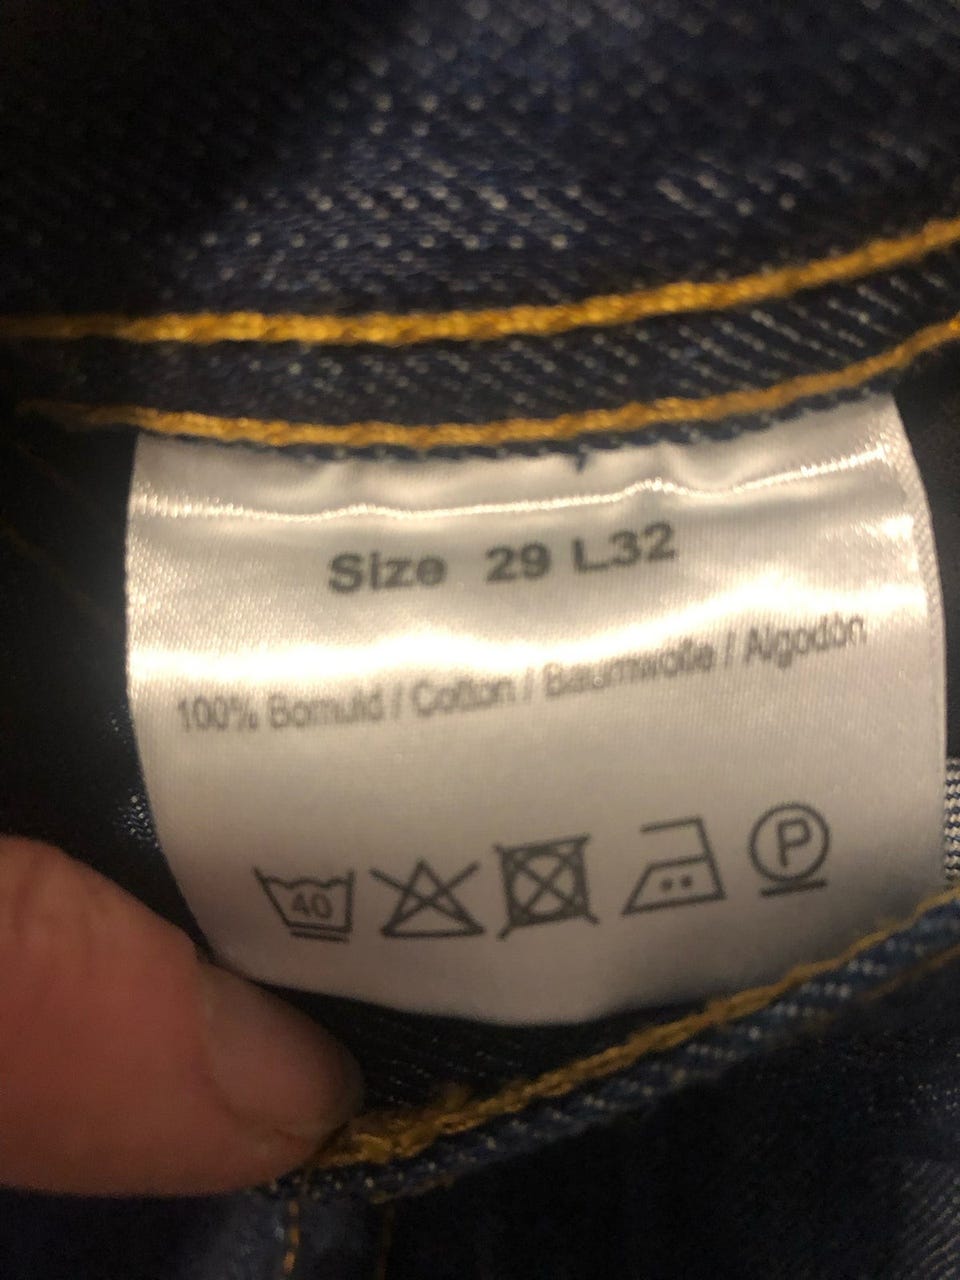 Size 29 L32
100% Bomuld / Cotton / Baumwolle / Algodón
40 P